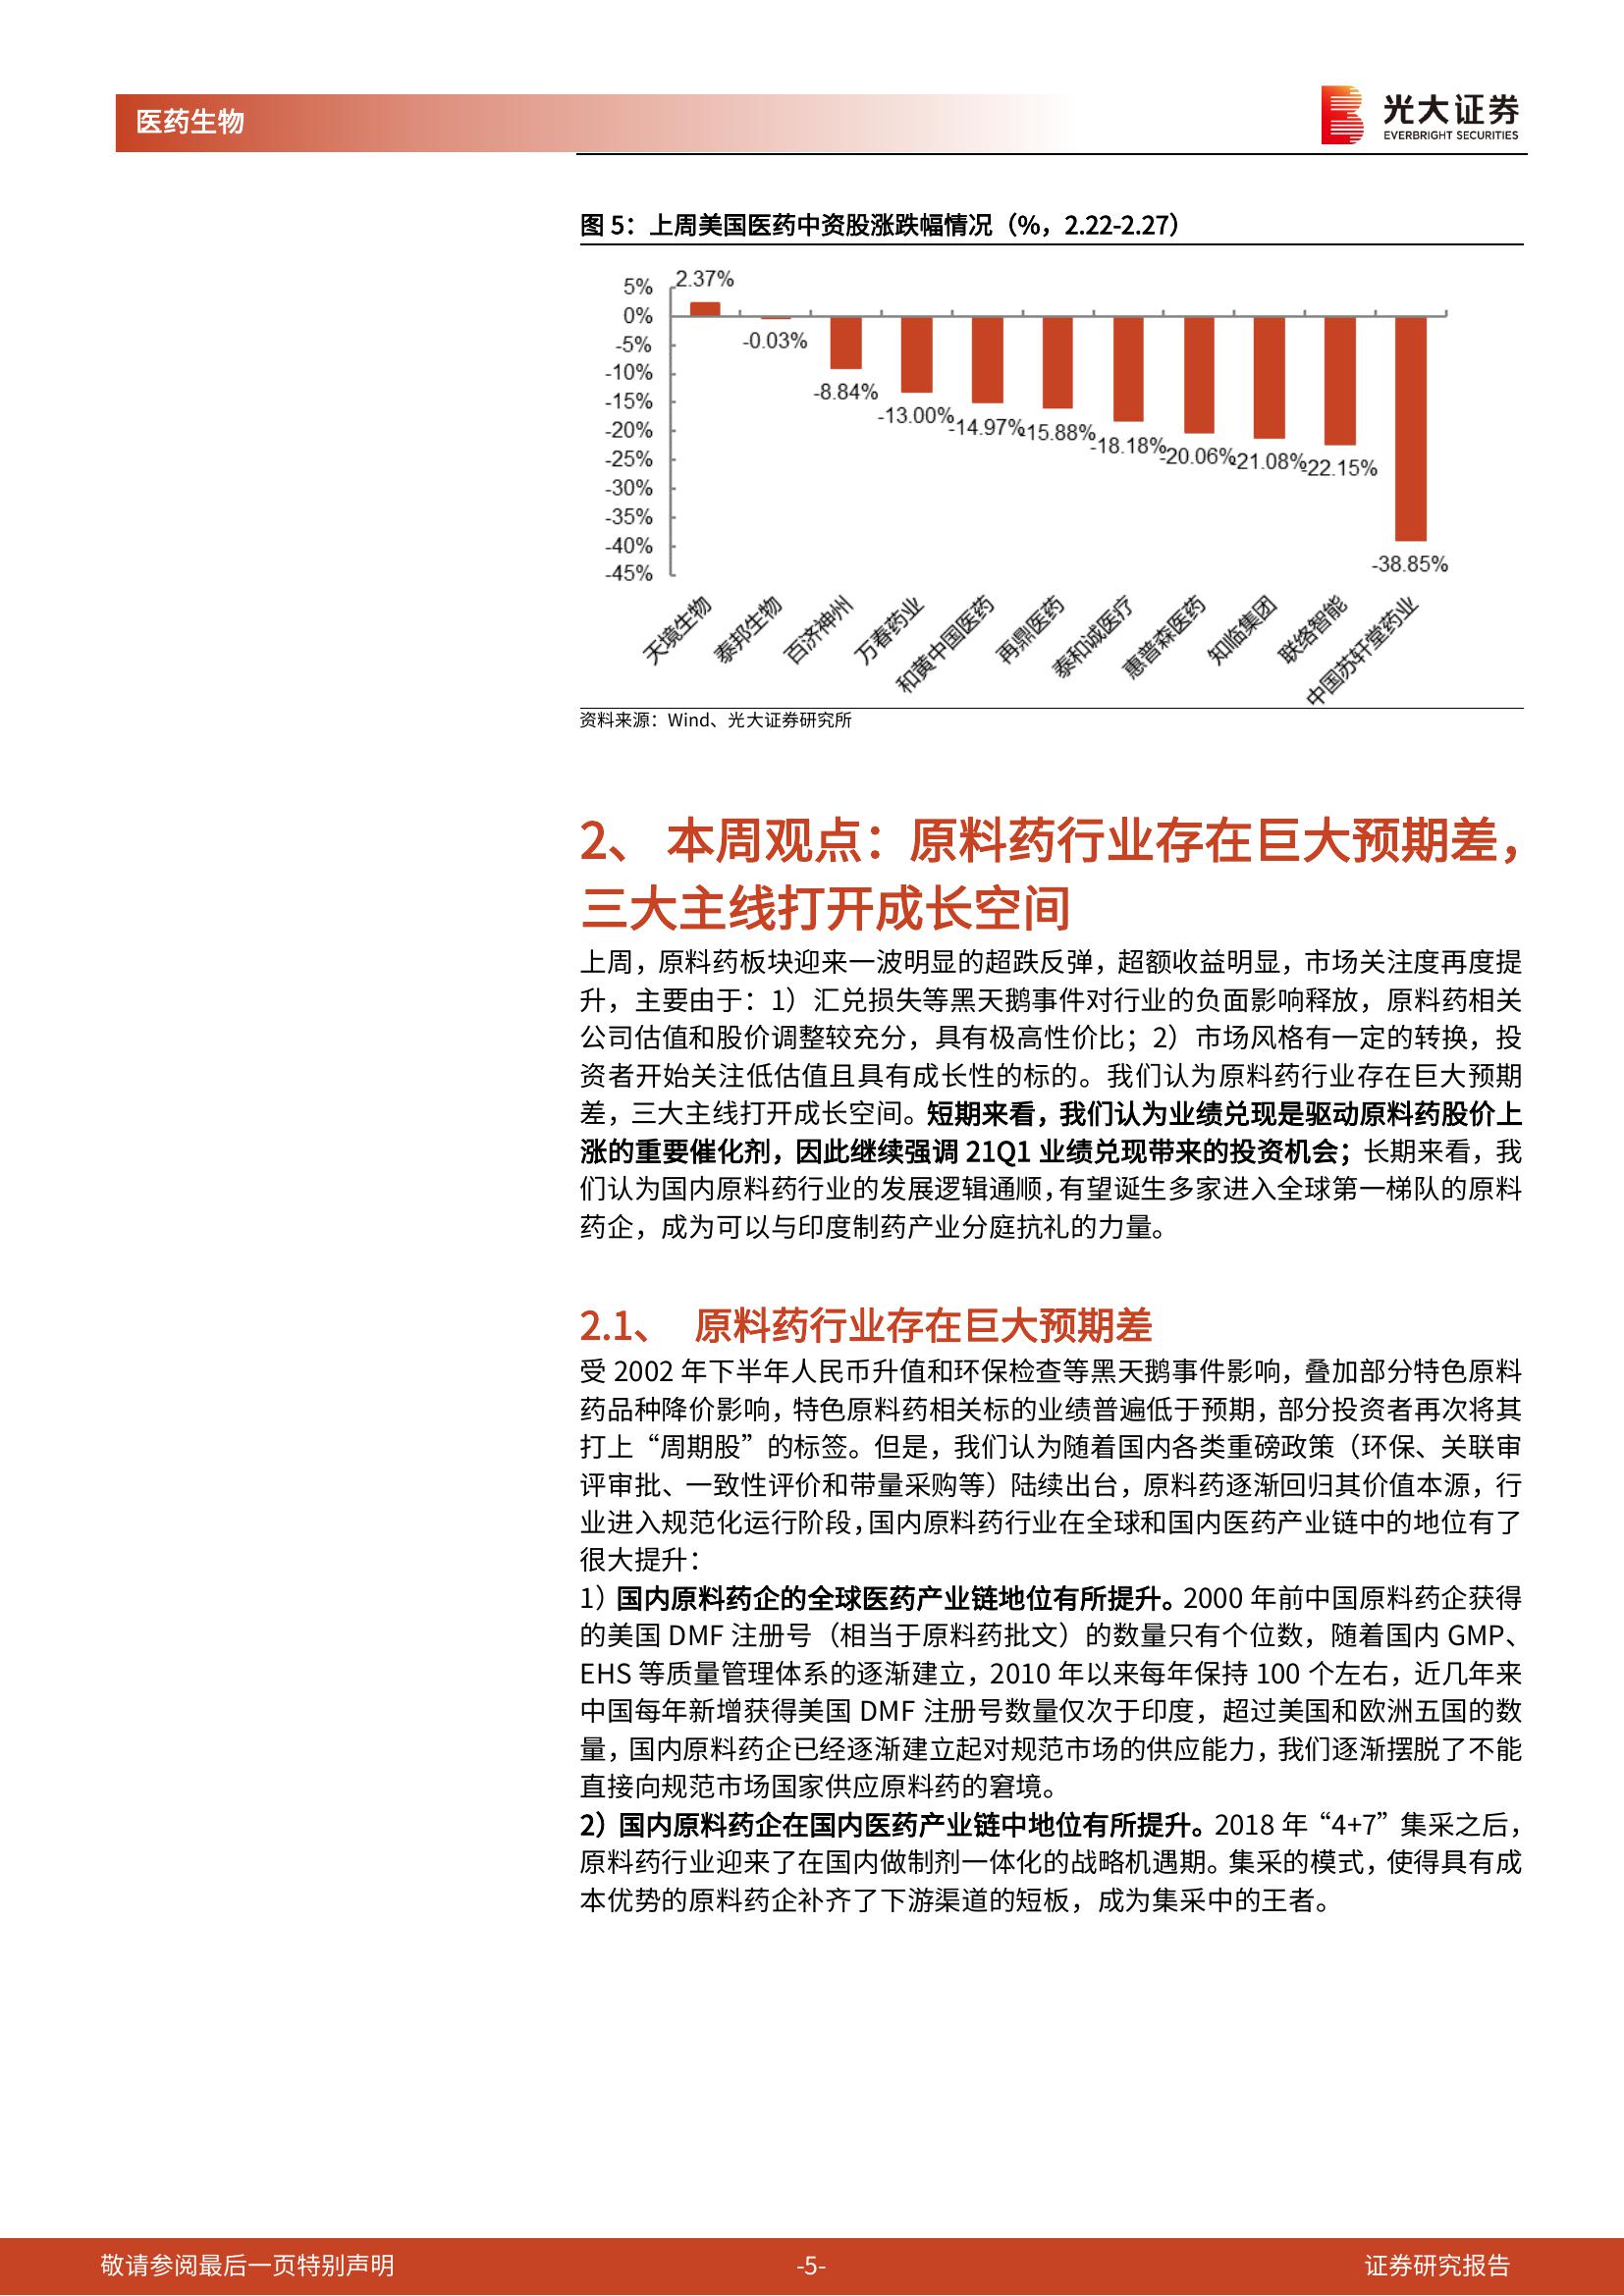 医药生物
光大证券
EVERBRIGHT SECURITIES
图 5：上周美国医药中资股涨跌幅情况（%，2.22-2.27）
5%
0%
-5%
-10%
-15%
-20%
-25%
-30%
-35%
-40%
-45%
2.37%
-0.03%
-8.84%
-13.00%
-14.97%
-15.88%
-18.18%
-20.06%
-21.08%
-22.15%
-38.85%
天境生物
泰邦生物
百济神州
万春药业
和黄中国医药
再鼎医药
泰和诚医疗
惠普森医药
知临集团
联络智能
中国苏轩堂药业
资料来源：Wind、光大证券研究所
2、 本周观点：原料药行业存在巨大预期差，
三大主线打开成长空间
上周，原料药板块迎来一波明显的超跌反弹，超额收益明显，市场关注度再度提
升，主要由于：1）汇兑损失等黑天鹅事件对行业的负面影响释放，原料药相关
公司估值和股价调整较充分，具有极高性价比；2）市场风格有一定的转换，投
资者开始关注低估值且具有成长性的标的。我们认为原料药行业存在巨大预期
差，三大主线打开成长空间。短期来看，我们认为业绩兑现是驱动原料药股价上
涨的重要催化剂，因此继续强调 21Q1 业绩兑现带来的投资机会；长期来看，我
们认为国内原料药行业的发展逻辑通顺，有望诞生多家进入全球第一梯队的原料
药企，成为可以与印度制药产业分庭抗礼的力量。
2.1、 原料药行业存在巨大预期差
受 2002 年下半年人民币升值和环保检查等黑天鹅事件影响，叠加部分特色原料
药品种降价影响，特色原料药相关标的业绩普遍低于预期，部分投资者再次将其
打上“周期股”的标签。但是，我们认为随着国内各类重磅政策（环保、关联审
评审批、一致性评价和带量采购等）陆续出台，原料药逐渐回归其价值本源，行
业进入规范化运行阶段，国内原料药行业在全球和国内医药产业链中的地位有了
很大提升：
1）国内原料药企的全球医药产业链地位有所提升。2000 年前中国原料药企获得
的美国 DMF 注册号（相当于原料药批文）的数量只有个位数，随着国内 GMP、
EHS 等质量管理体系的逐渐建立，2010 年以来每年保持 100 个左右，近几年来
中国每年新增获得美国 DMF 注册号数量仅次于印度，超过美国和欧洲五国的数
量，国内原料药企已经逐渐建立起对规范市场的供应能力，我们逐渐摆脱了不能
直接向规范市场国家供应原料药的窘境。
2）国内原料药企在国内医药产业链中地位有所提升。2018 年“4+7”集采之后，
原料药行业迎来了在国内做制剂一体化的战略机遇期。集采的模式，使得具有成
本优势的原料药企补齐了下游渠道的短板，成为集采中的王者。
敬请参阅最后一页特别声明
-5-
证券研究报告